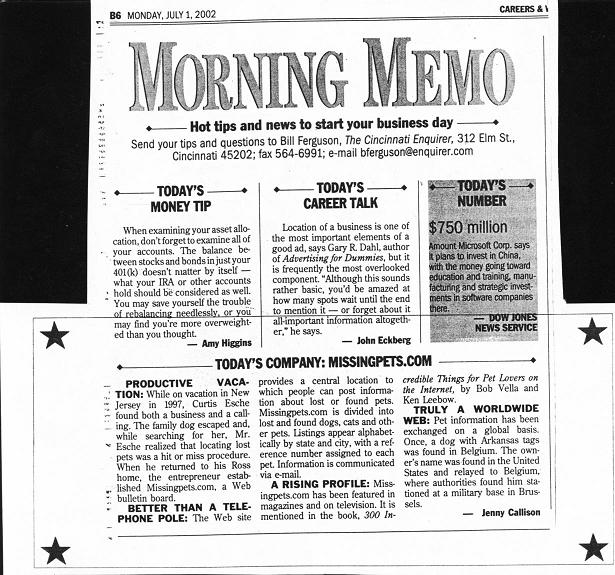 B6 MONDAY, JULY 1, 2002
CAREERS &
MORNING MEMO
Hot tips and news to start your business day
Send your tips and questions to Bill Ferguson, The Cincinnati Enquirer, 312 Elm St.,
Cincinnati 45202; fax 564-6991; e-mail bferguson@enquirer.com
TODAY'S
MONEY TIP
When examining your asset allo-
cation, don't forget to examine all of
your accounts. The balance be-
tween stocks and bonds in just your
401(k) doesn't natter by itself —
what your IRA or other accounts
hold should be considered as well.
You may save yourself the trouble
of rebalancing needlessly, or you
may find you're more overweight-
ed than you thought.
— Amy Higgins
TODAY'S
CAREER TALK
Location of a business is one of
the most important elements of a
good ad, says Gary R. Dahl, author
of Advertising for Dummies, but it
is frequently the most overlooked
component. "Although this sounds
rather basic, you'd be amazed at
how many spots wait until the end
to mention it — or forget about it
all-important information altogeth-
er," he says.
— John Eckberg
TODAY'S
NUMBER
$750 million
Amount Microsoft Corp. says
it plans to invest in China,
with the money going toward
education and training, manu-
facturing and strategic invest-
ments in software companies
there.
— DOW JONES
NEWS SERVICE
TODAY'S COMPANY: MISSINGPETS.COM
PRODUCTIVE VACA-
TION: While on vacation in New
Jersey in 1997, Curtis Esche
found both a business and a call-
ing. The family dog escaped and,
while searching for her, Mr.
Esche realized that locating lost
pets was a hit or miss procedure.
When he returned to his Ross
home, the entrepreneur estab-
lished Missingpets.com, a Web
bulletin board.
BETTER THAN A TELE-
PHONE POLE: The Web site
provides a central location to
which people can post informa-
tion about lost or found pets.
Missingpets.com is divided into
lost and found dogs, cats and oth-
er pets. Listings appear alphabet-
ically by state and city, with a ref-
erence number assigned to each
pet. Information is communicated
via e-mail.
A RISING PROFILE: Miss-
ingpets.com has been featured in
magazines and on television. It is
mentioned in the book, 300 In-
credible Things for Pet Lovers on
the Internet, by Bob Vella and
Ken Leebow.
TRULY A WORLDWIDE
WEB: Pet information has been
exchanged on a global basis.
Once, a dog with Arkansas tags
was found in Belgium. The own-
er's name was found in the United
States and relayed to Belgium,
where authorities found him sta-
tioned at a military base in Brus-
sels.
— Jenny Callison